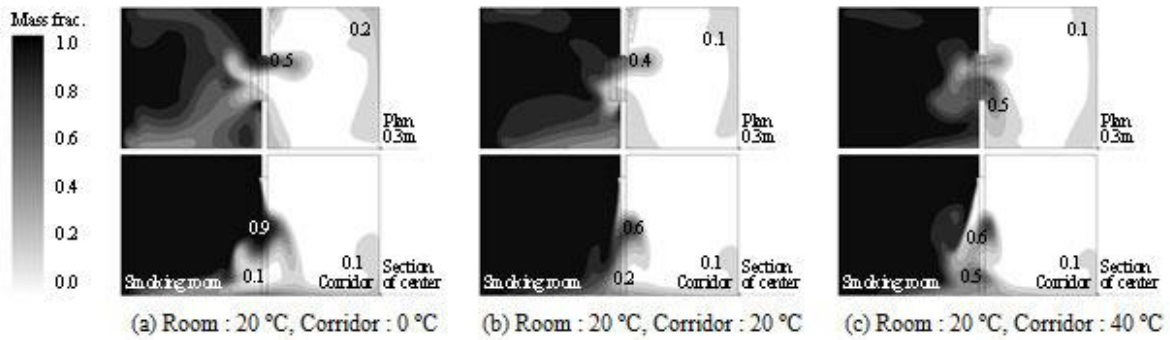 Mass frac.
1.0
0.8
0.6
0.4
0.2
0.0
0.5
0.2
Plan
0.3m
0.9
0.1
0.1
Smoking room
Corridor
Section
of center
(a) Room : 20 °C, Corridor : 0 °C
0.4
0.1
Plan
0.3m
0.6
0.2
0.1
Smoking room
Corridor
Section
of center
(b) Room : 20 °C, Corridor : 20 °C
0.1
0.5
Plan
0.3m
0.6
0.5
0.1
Smoking room
Corridor
Section
of center
(c) Room : 20 °C, Corridor : 40 °C